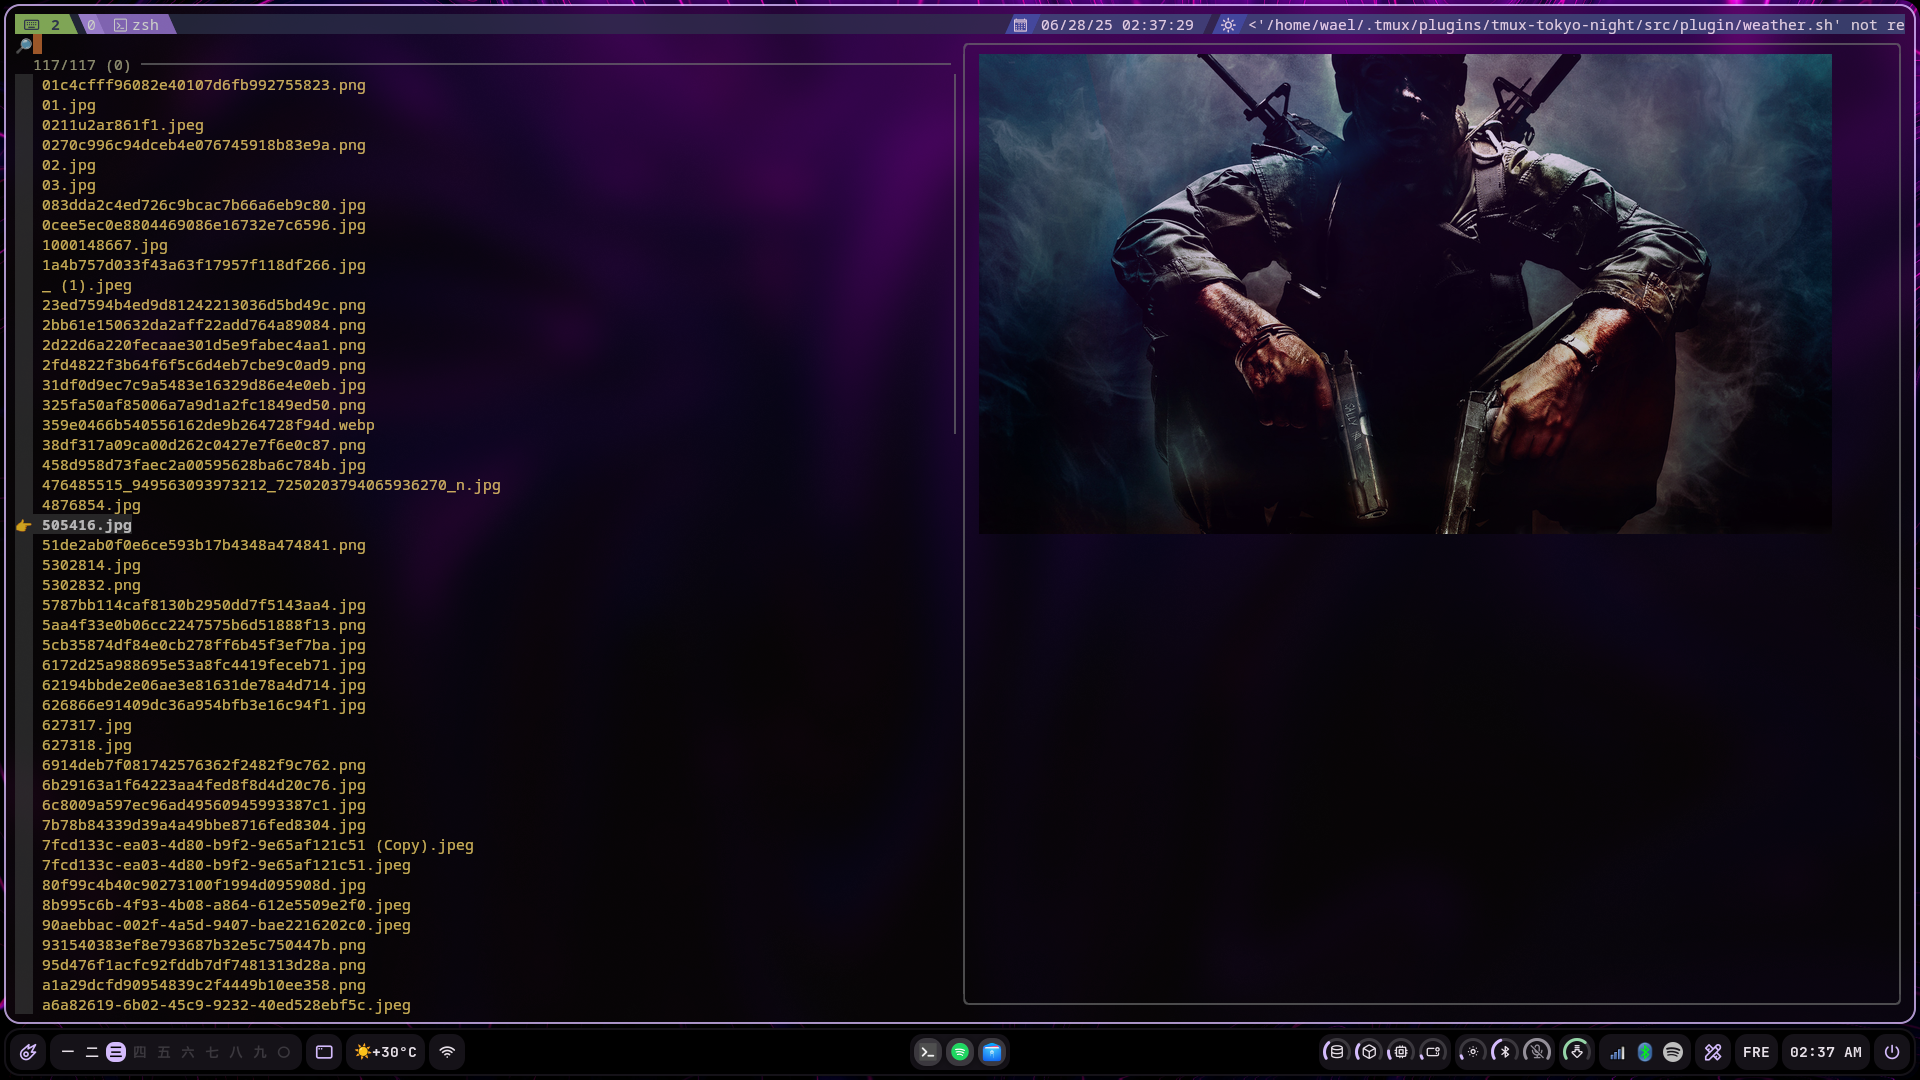 2 0 zsh 06/28/25 02:37:29 <'/home/wael/.tmux/plugins/tmux-tokyo-night/src/plugin/weather.sh' not re
117/117 (0)
01c4cfff96082e40107d6fb992755823.png
01.jpg
0211u2ar861f1.jpeg
0270c996c94dceb4e076745918b83e9a.png
02.jpg
03.jpg
083dda2c4ed726c9bcac7b66a6eb9c80.jpg
0cee5ec0e8804469086e16732e7c6596.jpg
1000148667.jpg
1a4b757d033f43a63f17957f118df266.jpg
_ (1).jpeg
23ed7594b4ed9d81242213036d5bd49c.png
2bb61e150632da2aff22add764a89084.png
2d22d6a220fecaae301d5e9fabec4aa1.png
2fd4822f3b64f6f5c6d4eb7cbe9c0ad9.png
31df0d9ec7c9a5483e16329d86e4e0eb.jpg
325fa50af85006a7a9d1a2fc1849ed50.png
359e0466b540556162de9b264728f94d.webp
38df317a09ca00d262c0427e7f6e0c87.png
458d958d73faec2a00595628ba6c784b.jpg
476485515_949563093973212_7250203794065936270_n.jpg
4876854.jpg
505416.jpg
51de2ab0f0e6ce593b17b4348a474841.png
5302814.jpg
5302832.png
5787bb114caf8130b2950dd7f5143aa4.jpg
5aa4f33e0b06cc2247575b6d51888f13.png
5cb35874df84e0cb278ff6b45f3ef7ba.jpg
6172d25a988695e53a8fc4419feceb71.jpg
62194bbde2e06ae3e81631de78a4d714.jpg
626866e91409dc36a954bfb3e16c94f1.jpg
627317.jpg
627318.jpg
6914deb7f081742576362f2482f9c762.png
6b29163a1f64223aa4fed8f8d4d20c76.jpg
6c8009a597ec96ad49560945993387c1.jpg
7b78b84339d39a4a49bbe8716fed8304.jpg
7fcd133c-ea03-4d80-b9f2-9e65af121c51 (Copy).jpeg
7fcd133c-ea03-4d80-b9f2-9e65af121c51.jpeg
80f99c4b40c90273100f1994d095908d.jpg
8b995c6b-4f93-4b08-a864-612e5509e2f0.jpeg
90aebbac-002f-4a5d-9407-bae2216202c0.jpeg
931540383ef8e793687b32e5c750447b.png
95d476f1acfc92fddb7df7481313d28a.png
a1a29dcfd90954839c2f4449b10ee358.png
a6a82619-6b02-45c9-9232-40ed528ebf5c.jpeg
一 二 三 四 五 六 七 八 九 〇 +30°C FRE 02:37 AM